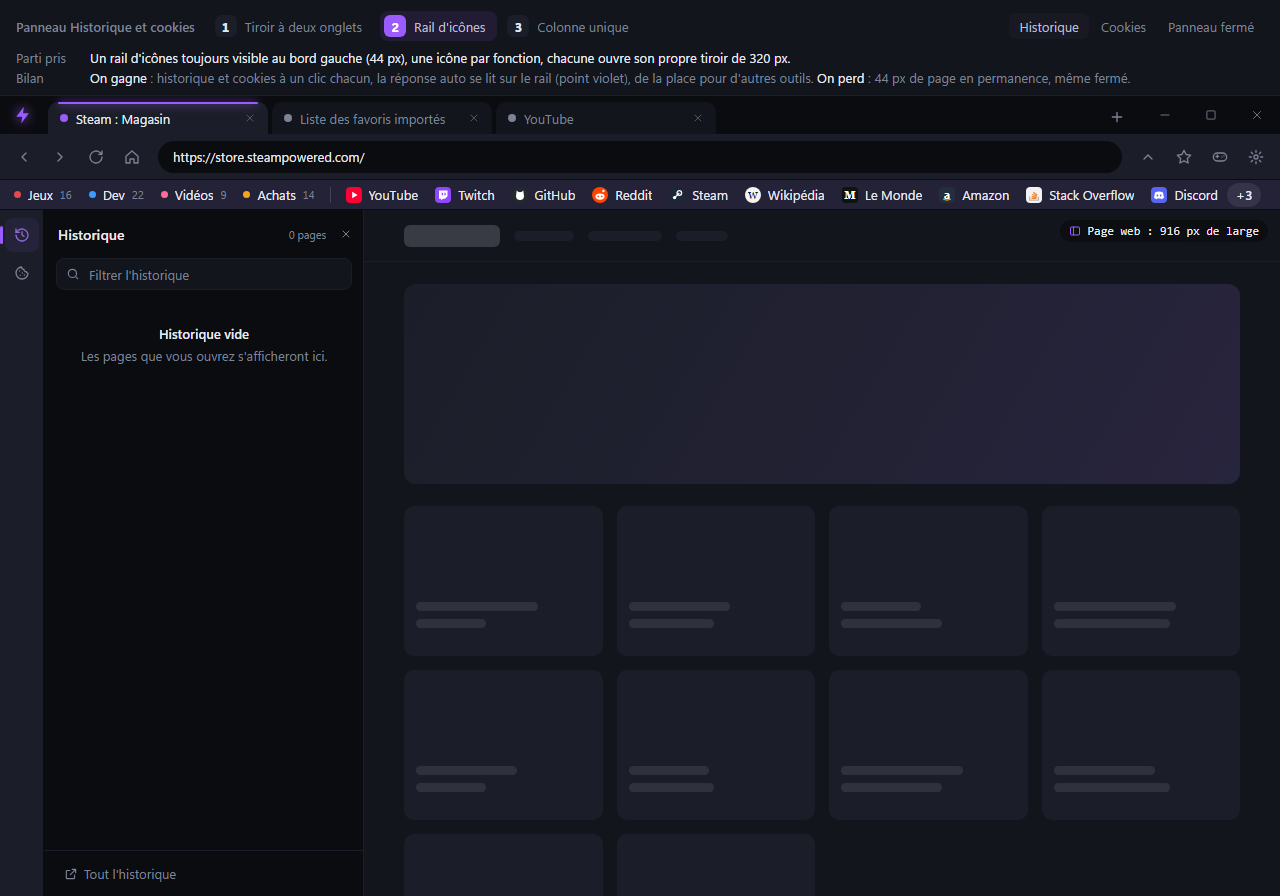 Panneau Historique et cookies 1 Tiroir à deux onglets 2 Rail d'icônes 3 Colonne unique Historique Cookies Panneau fermé
Parti pris Un rail d'icônes toujours visible au bord gauche (44 px), une icône par fonction, chacune ouvre son propre tiroir de 320 px.
Bilan On gagne : historique et cookies à un clic chacun, la réponse auto se lit sur le rail (point violet), de la place pour d'autres outils. On perd : 44 px de page en permanence, même fermé.
Steam : Magasin Liste des favoris importés YouTube
https://store.steampowered.com/
Jeux 16 Dev 22 Vidéos 9 Achats 14 YouTube Twitch GitHub Reddit Steam W Wikipédia M Le Monde a Amazon Stack Overflow Discord +3
Historique 0 pages
Page web : 916 px de large
Filtrer l'historique
Historique vide
Les pages que vous ouvrez s'afficheront ici.
Tout l'historique